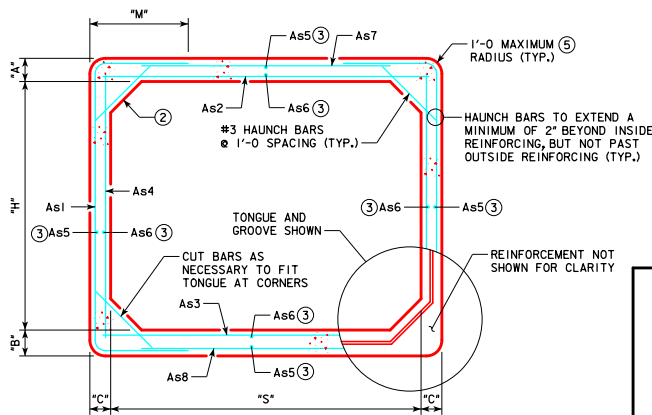 "M"
As5 ③
As7
1'-0 MAXIMUM ⑤
RADIUS (TYP.)
"A"
As2
As6 ③
②
#3 HAUNCH BARS
@ 1'-0 SPACING (TYP.)
HAUNCH BARS TO EXTEND A
MINIMUM OF 2" BEYOND INSIDE
REINFORCING, BUT NOT PAST
OUTSIDE REINFORCING (TYP.)
"H"
As1
As4
③ As5
As6 ③
③ As6
As5 ③
TONGUE AND
GROOVE SHOWN
CUT BARS AS
NECESSARY TO FIT
TONGUE AT CORNERS
REINFORCEMENT NOT
SHOWN FOR CLARITY
As3
As6 ③
"B"
As8
As5 ③
"C"
"S"
"C"